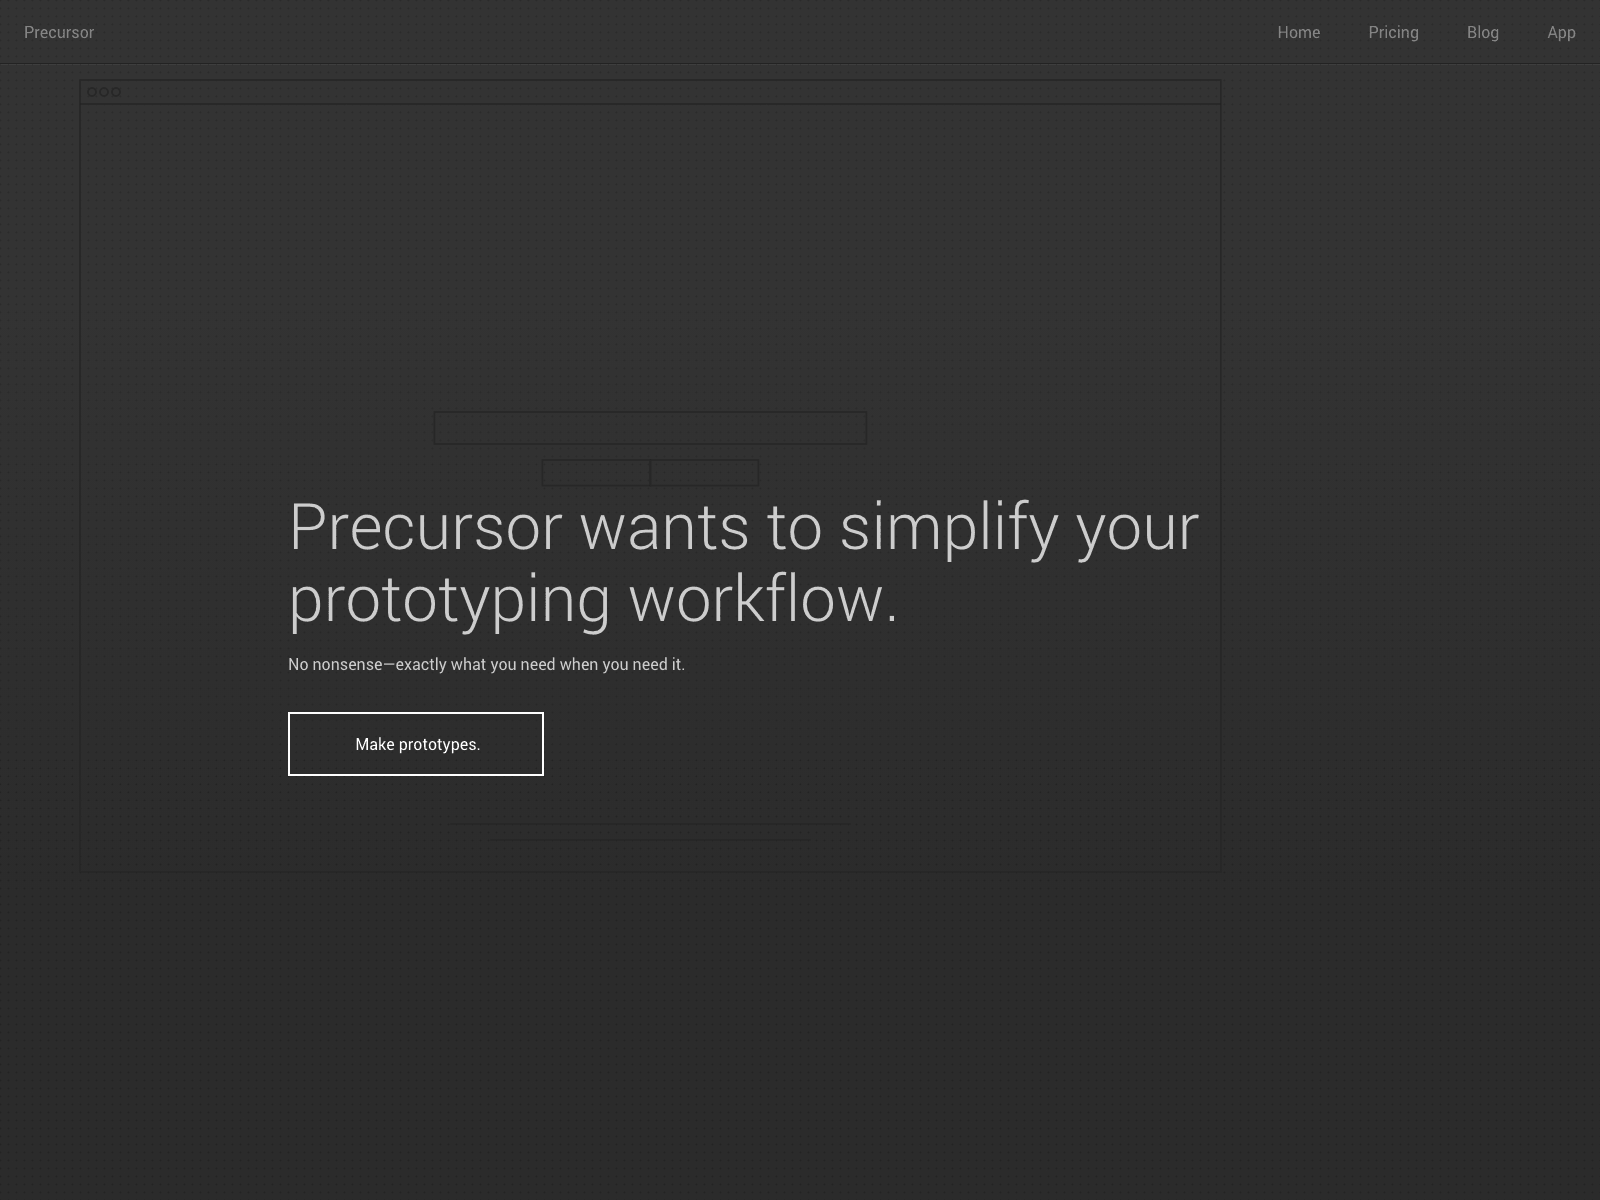 Precursor
Home
Pricing
Blog
App
Precursor wants to simplify your
prototyping workflow.
No nonsense—exactly what you need when you need it.
Make prototypes.